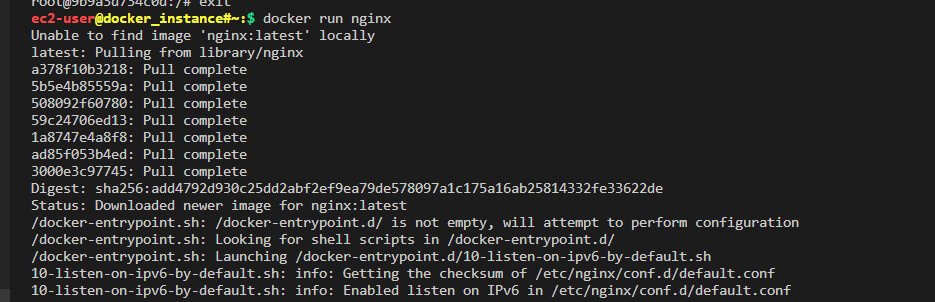 root@9b9a3d754c0d:/# exit
ec2-user@docker_instance#~:$ docker run nginx
Unable to find image 'nginx:latest' locally
latest: Pulling from library/nginx
a378f10b3218: Pull complete
5b5e4b85559a: Pull complete
508092f60780: Pull complete
59c24706ed13: Pull complete
1a8747e4a8f8: Pull complete
ad85f053b4ed: Pull complete
3000e3c97745: Pull complete
Digest: sha256:add4792d930c25dd2abf2ef9ea79de578097a1c175a16ab25814332fe33622de
Status: Downloaded newer image for nginx:latest
/docker-entrypoint.sh: /docker-entrypoint.d/ is not empty, will attempt to perform configuration
/docker-entrypoint.sh: Looking for shell scripts in /docker-entrypoint.d/
/docker-entrypoint.sh: Launching /docker-entrypoint.d/10-listen-on-ipv6-by-default.sh
10-listen-on-ipv6-by-default.sh: info: Getting the checksum of /etc/nginx/conf.d/default.conf
10-listen-on-ipv6-by-default.sh: info: Enabled listen on IPv6 in /etc/nginx/conf.d/default.conf